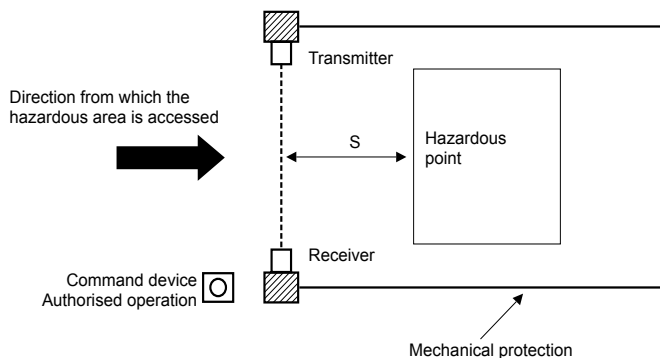 Transmitter
Direction from which the
hazardous area is accessed
S
Hazardous
point
Receiver
Command device
Authorised operation
Mechanical protection